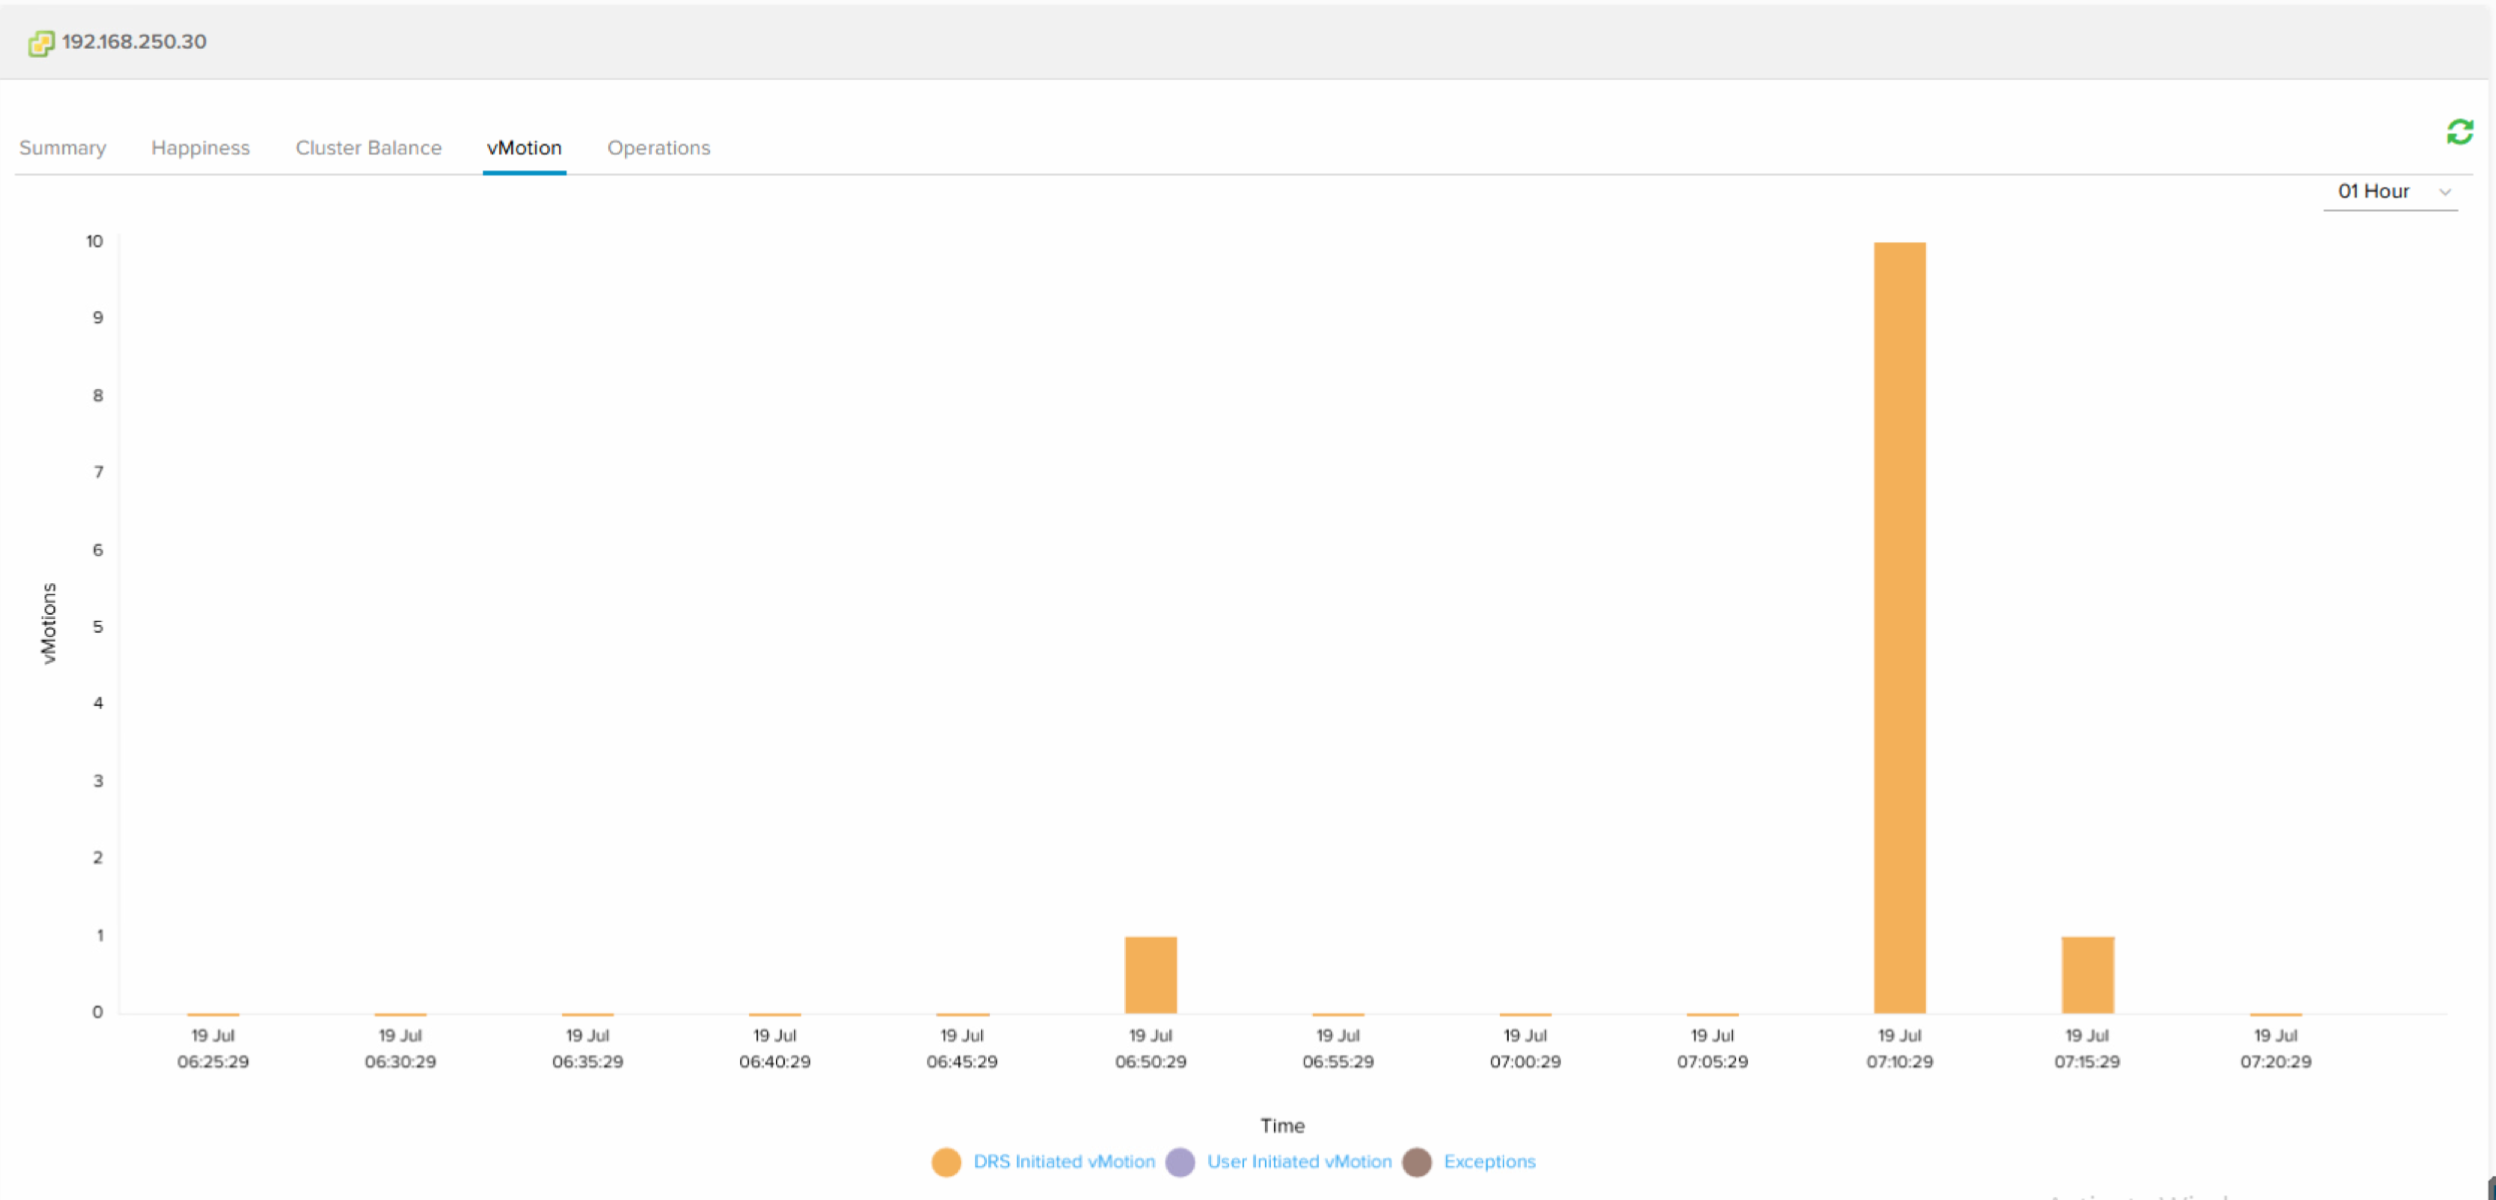 192.168.250.30
Summary Happiness Cluster Balance vMotion Operations
01 Hour
10
9
8
7
6
5
4
3
2
1
0
vMotions
19 Jul 19 Jul 19 Jul 19 Jul 19 Jul 19 Jul 19 Jul 19 Jul 19 Jul 19 Jul 19 Jul 19 Jul
06:25:29 06:30:29 06:35:29 06:40:29 06:45:29 06:50:29 06:55:29 07:00:29 07:05:29 07:10:29 07:15:29 07:20:29
Time
DRS Initiated vMotion User Initiated vMotion Exceptions